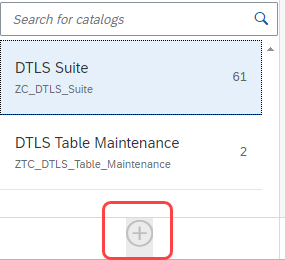 Search for catalogs
DTLS Suite
61
ZC_DTLS_Suite
DTLS Table Maintenance
2
ZTC_DTLS_Table_Maintenance